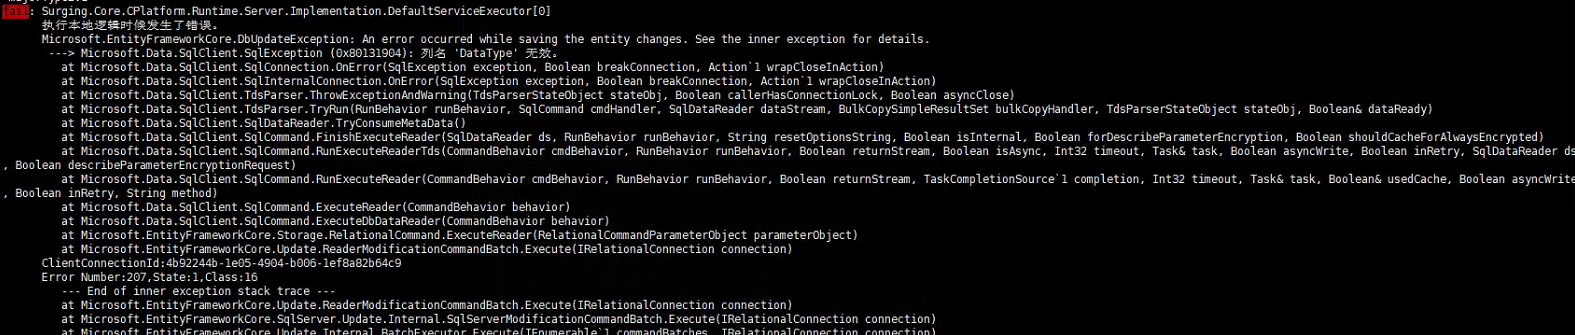 fail: Surging.Core.CPlatform.Runtime.Server.Implementation.DefaultServiceExecutor[0]
执行本地逻辑时候发生了错误。
Microsoft.EntityFrameworkCore.DbUpdateException: An error occurred while saving the entity changes. See the inner exception for details.
---> Microsoft.Data.SqlClient.SqlException (0x80131904): 列名 'DataType' 无效。
at Microsoft.Data.SqlClient.SqlConnection.OnError(SqlException exception, Boolean breakConnection, Action`1 wrapCloseInAction)
at Microsoft.Data.SqlClient.SqlInternalConnection.OnError(SqlException exception, Boolean breakConnection, Action`1 wrapCloseInAction)
at Microsoft.Data.SqlClient.TdsParser.ThrowExceptionAndWarning(TdsParserStateObject stateObj, Boolean callerHasConnectionLock, Boolean asyncClose)
at Microsoft.Data.SqlClient.TdsParser.TryRun(RunBehavior runBehavior, SqlCommand cmdHandler, SqlDataReader dataStream, BulkCopySimpleResultSet bulkCopyHandler, TdsParserStateObject stateObj, Boolean& dataReady)
at Microsoft.Data.SqlClient.SqlDataReader.TryConsumeMetaData()
at Microsoft.Data.SqlClient.SqlCommand.FinishExecuteReader(SqlDataReader ds, RunBehavior runBehavior, String resetOptionsString, Boolean isInternal, Boolean forDescribeParameterEncryption, Boolean shouldCacheForAlwaysEncrypted)
at Microsoft.Data.SqlClient.SqlCommand.RunExecuteReaderTds(CommandBehavior cmdBehavior, RunBehavior runBehavior, Boolean returnStream, Boolean isAsync, Int32 timeout, Task& task, Boolean asyncWrite, Boolean inRetry, SqlDataReader ds
, Boolean describeParameterEncryptionRequest)
at Microsoft.Data.SqlClient.SqlCommand.RunExecuteReader(CommandBehavior cmdBehavior, RunBehavior runBehavior, Boolean returnStream, TaskCompletionSource`1 completion, Int32 timeout, Task& task, Boolean& usedCache, Boolean asyncWrite
, Boolean inRetry, String method)
at Microsoft.Data.SqlClient.SqlCommand.ExecuteReader(CommandBehavior behavior)
at Microsoft.Data.SqlClient.SqlCommand.ExecuteDbDataReader(CommandBehavior behavior)
at Microsoft.EntityFrameworkCore.Storage.RelationalCommand.ExecuteReader(RelationalCommandParameterObject parameterObject)
at Microsoft.EntityFrameworkCore.Update.ReaderModificationCommandBatch.Execute(IRelationalConnection connection)
ClientConnectionId:4b92244b-1e05-4904-b006-1ef8a82b64c9
Error Number:207,State:1,Class:16
--- End of inner exception stack trace ---
at Microsoft.EntityFrameworkCore.Update.ReaderModificationCommandBatch.Execute(IRelationalConnection connection)
at Microsoft.EntityFrameworkCore.SqlServer.Update.Internal.SqlServerModificationCommandBatch.Execute(IRelationalConnection connection)
at Microsoft.EntityFrameworkCore.Update.Internal.BatchExecutor.Execute(IEnumerable`1 commandBatches, IRelationalConnection connection)